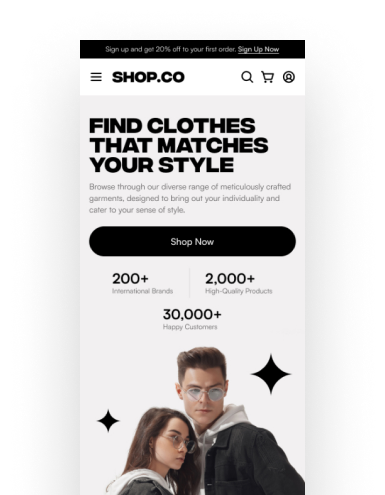 Sign up and get 20% off to your first order. Sign Up Now
SHOP.CO
FIND CLOTHES
THAT MATCHES
YOUR STYLE
Browse through our diverse range of meticulously crafted
garments, designed to bring out your individuality and
cater to your sense of style.
Shop Now
200+
International Brands
2,000+
High-Quality Products
30,000+
Happy Customers